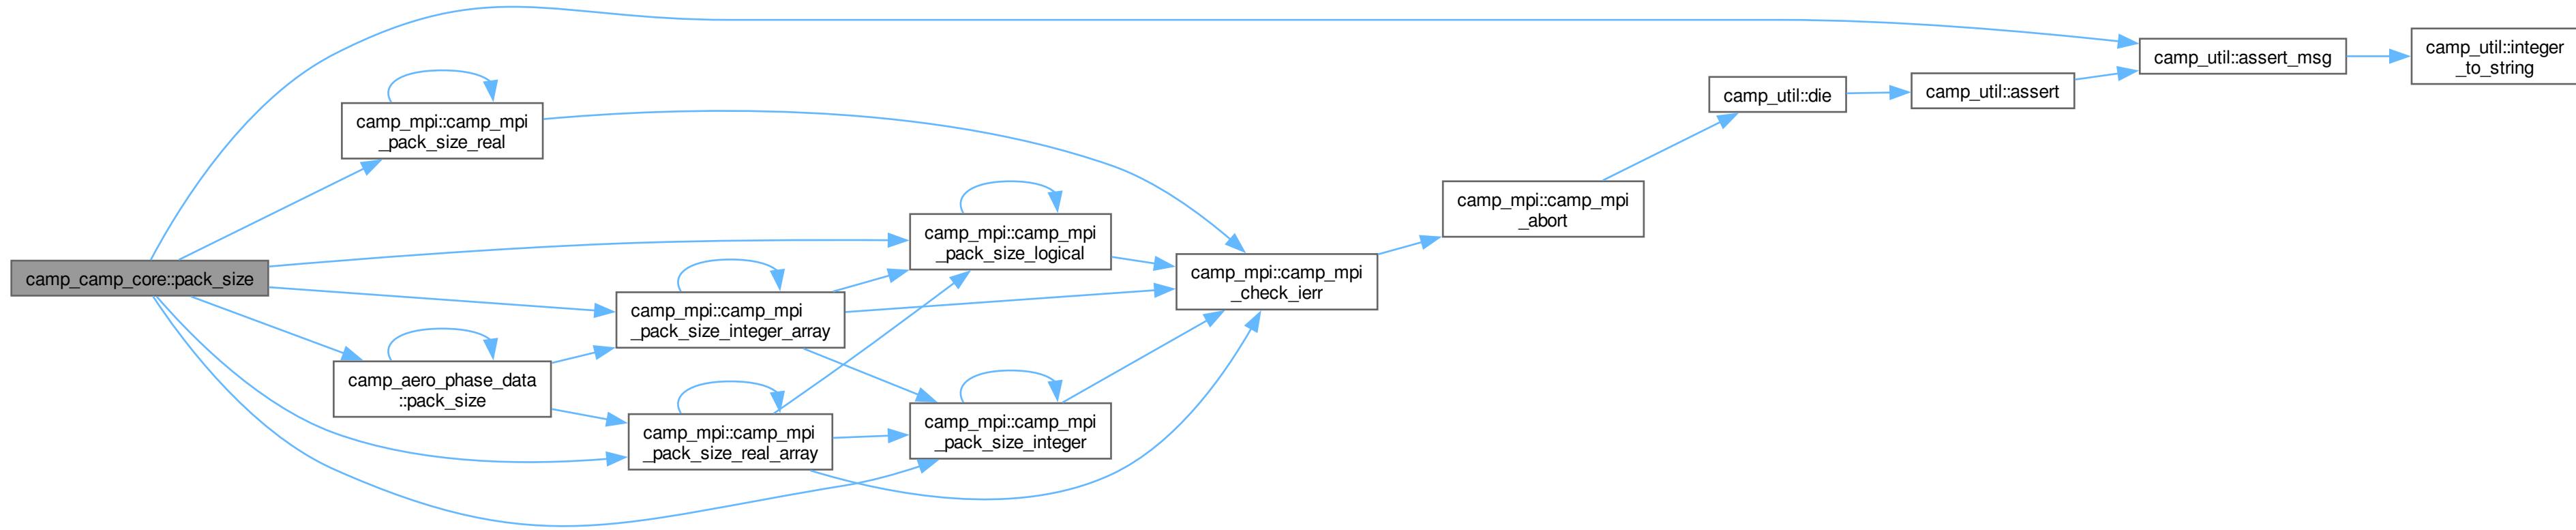 camp_camp_core::pack_size
camp_mpi::camp_mpi
_pack_size_real
camp_aero_phase_data
::pack_size
camp_mpi::camp_mpi
_pack_size_integer_array
camp_mpi::camp_mpi
_pack_size_real_array
camp_mpi::camp_mpi
_pack_size_logical
camp_mpi::camp_mpi
_pack_size_integer
camp_mpi::camp_mpi
_check_ierr
camp_mpi::camp_mpi
_abort
camp_util::die
camp_util::assert
camp_util::assert_msg
camp_util::integer
_to_string